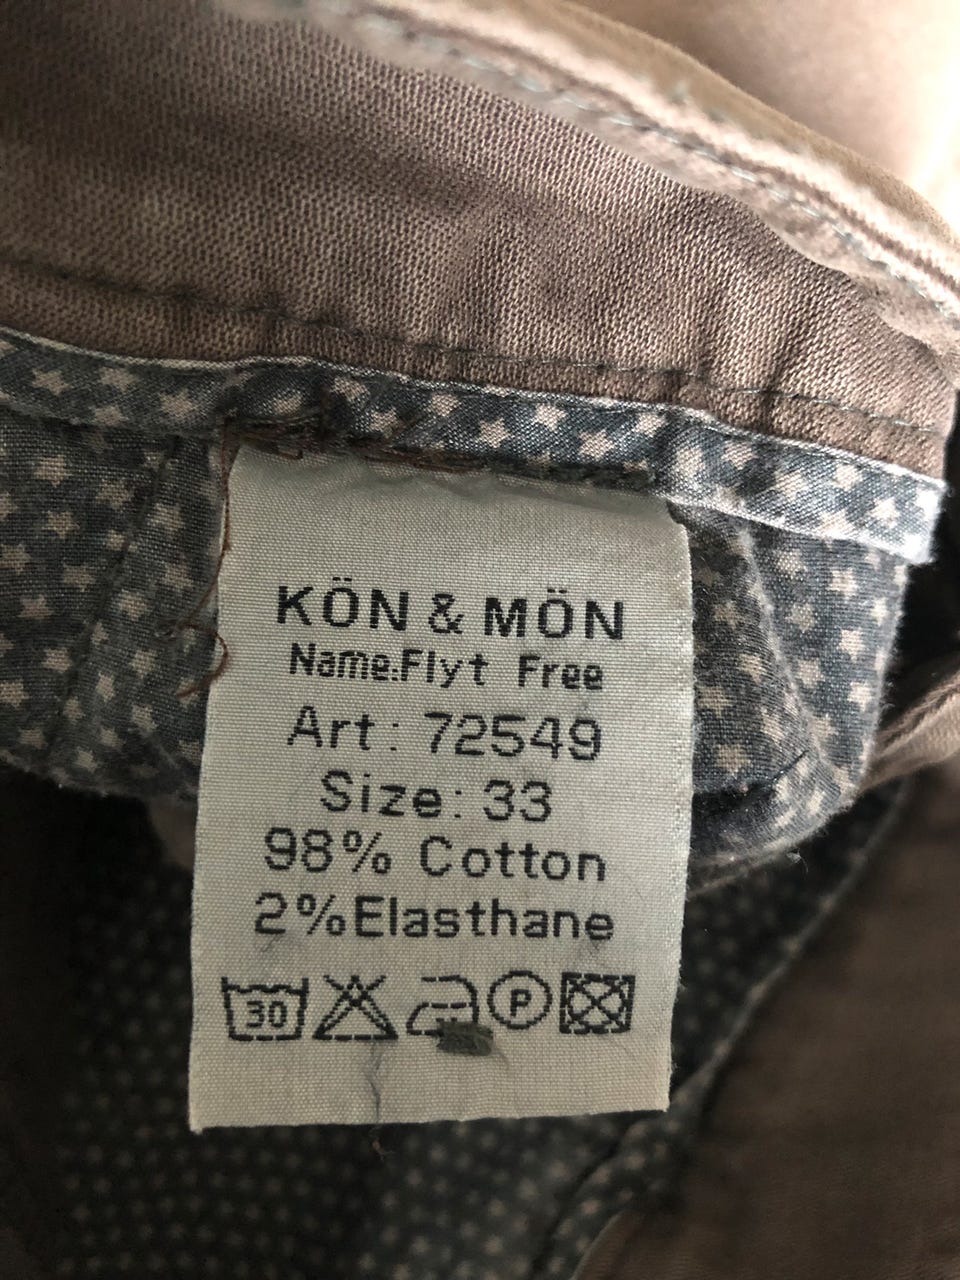 KÖN & MÖN
Name:Flyt Free
Art: 72549
Size: 33
98% Cotton
2%Elasthane
30 P